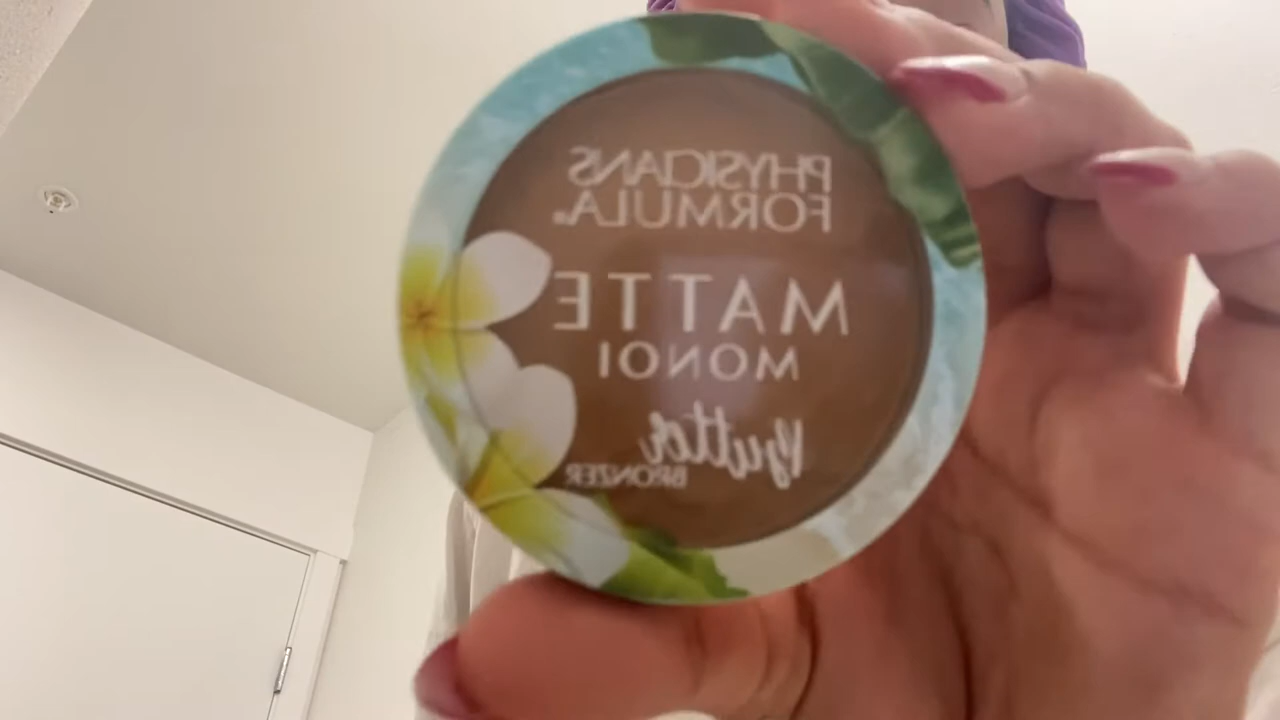 PHYSICIANS
FORMULA®
MATTE
MONOI
Butter
BRONZER